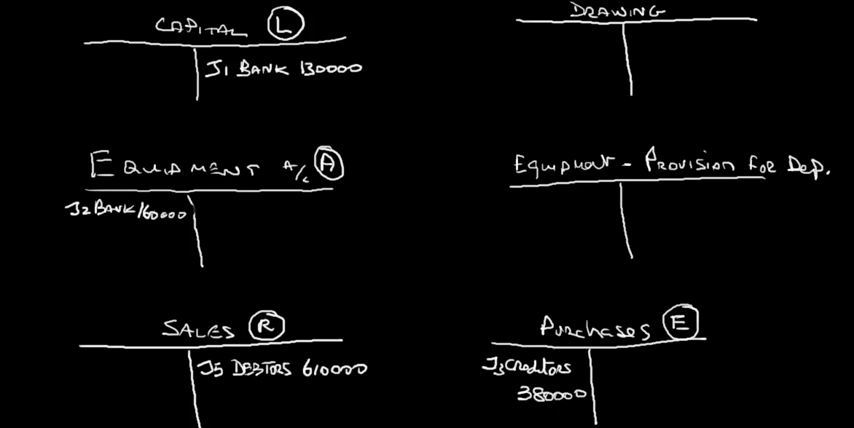 CAPITAL L
DRAWING
J1 BANK 130000
EQUIPMENT A/C A
EQUIPMENT - PROVISION FOR DEP.
J2 BANK 160000
SALES R
PURCHASES E
J5 DEBTORS 610000
J3 Creditors
380000